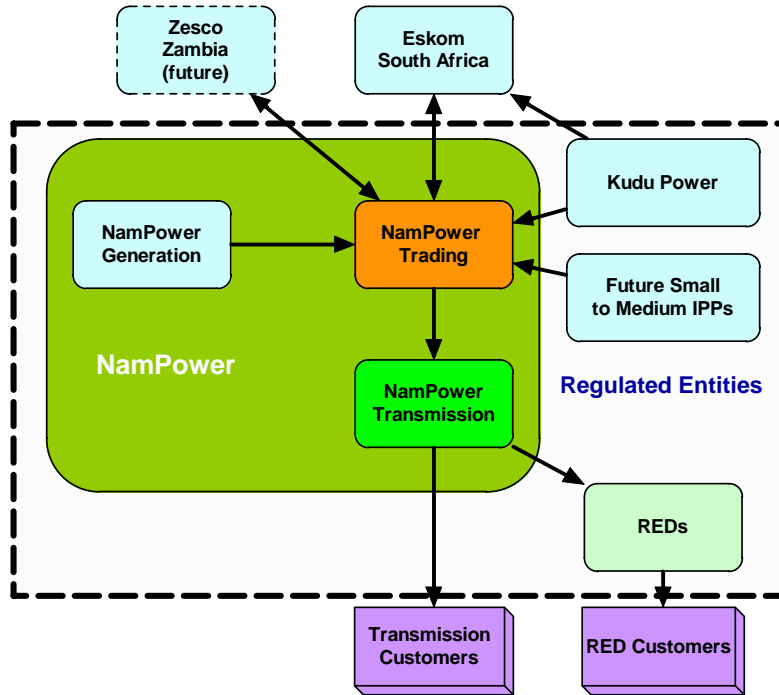 Zesco
Zambia
(future)
Eskom
South Africa
Kudu Power
NamPower
Generation
NamPower
Trading
Future Small
to Medium IPPs
NamPower
NamPower
Transmission
Regulated Entities
REDs
Transmission
Customers
RED Customers